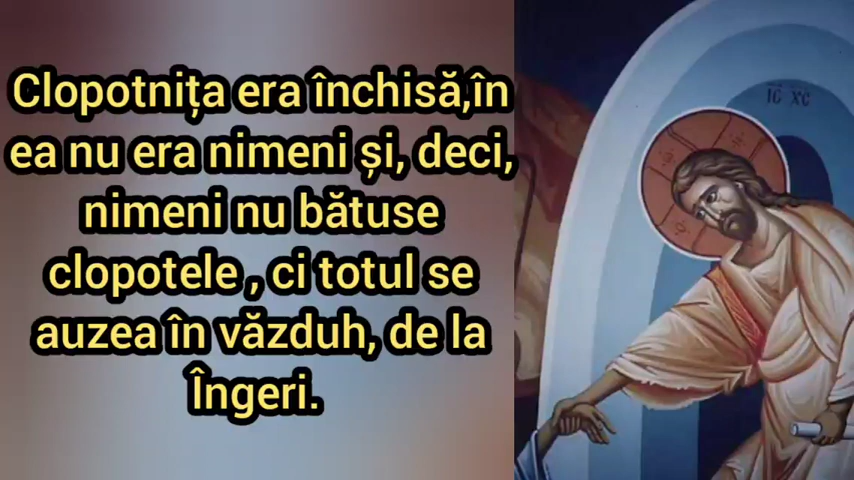 Clopotnița era închisă,în
ea nu era nimeni și, deci,
nimeni nu bătuse
clopotele , ci totul se
auzea în văzduh, de la
Îngeri.
IC XC